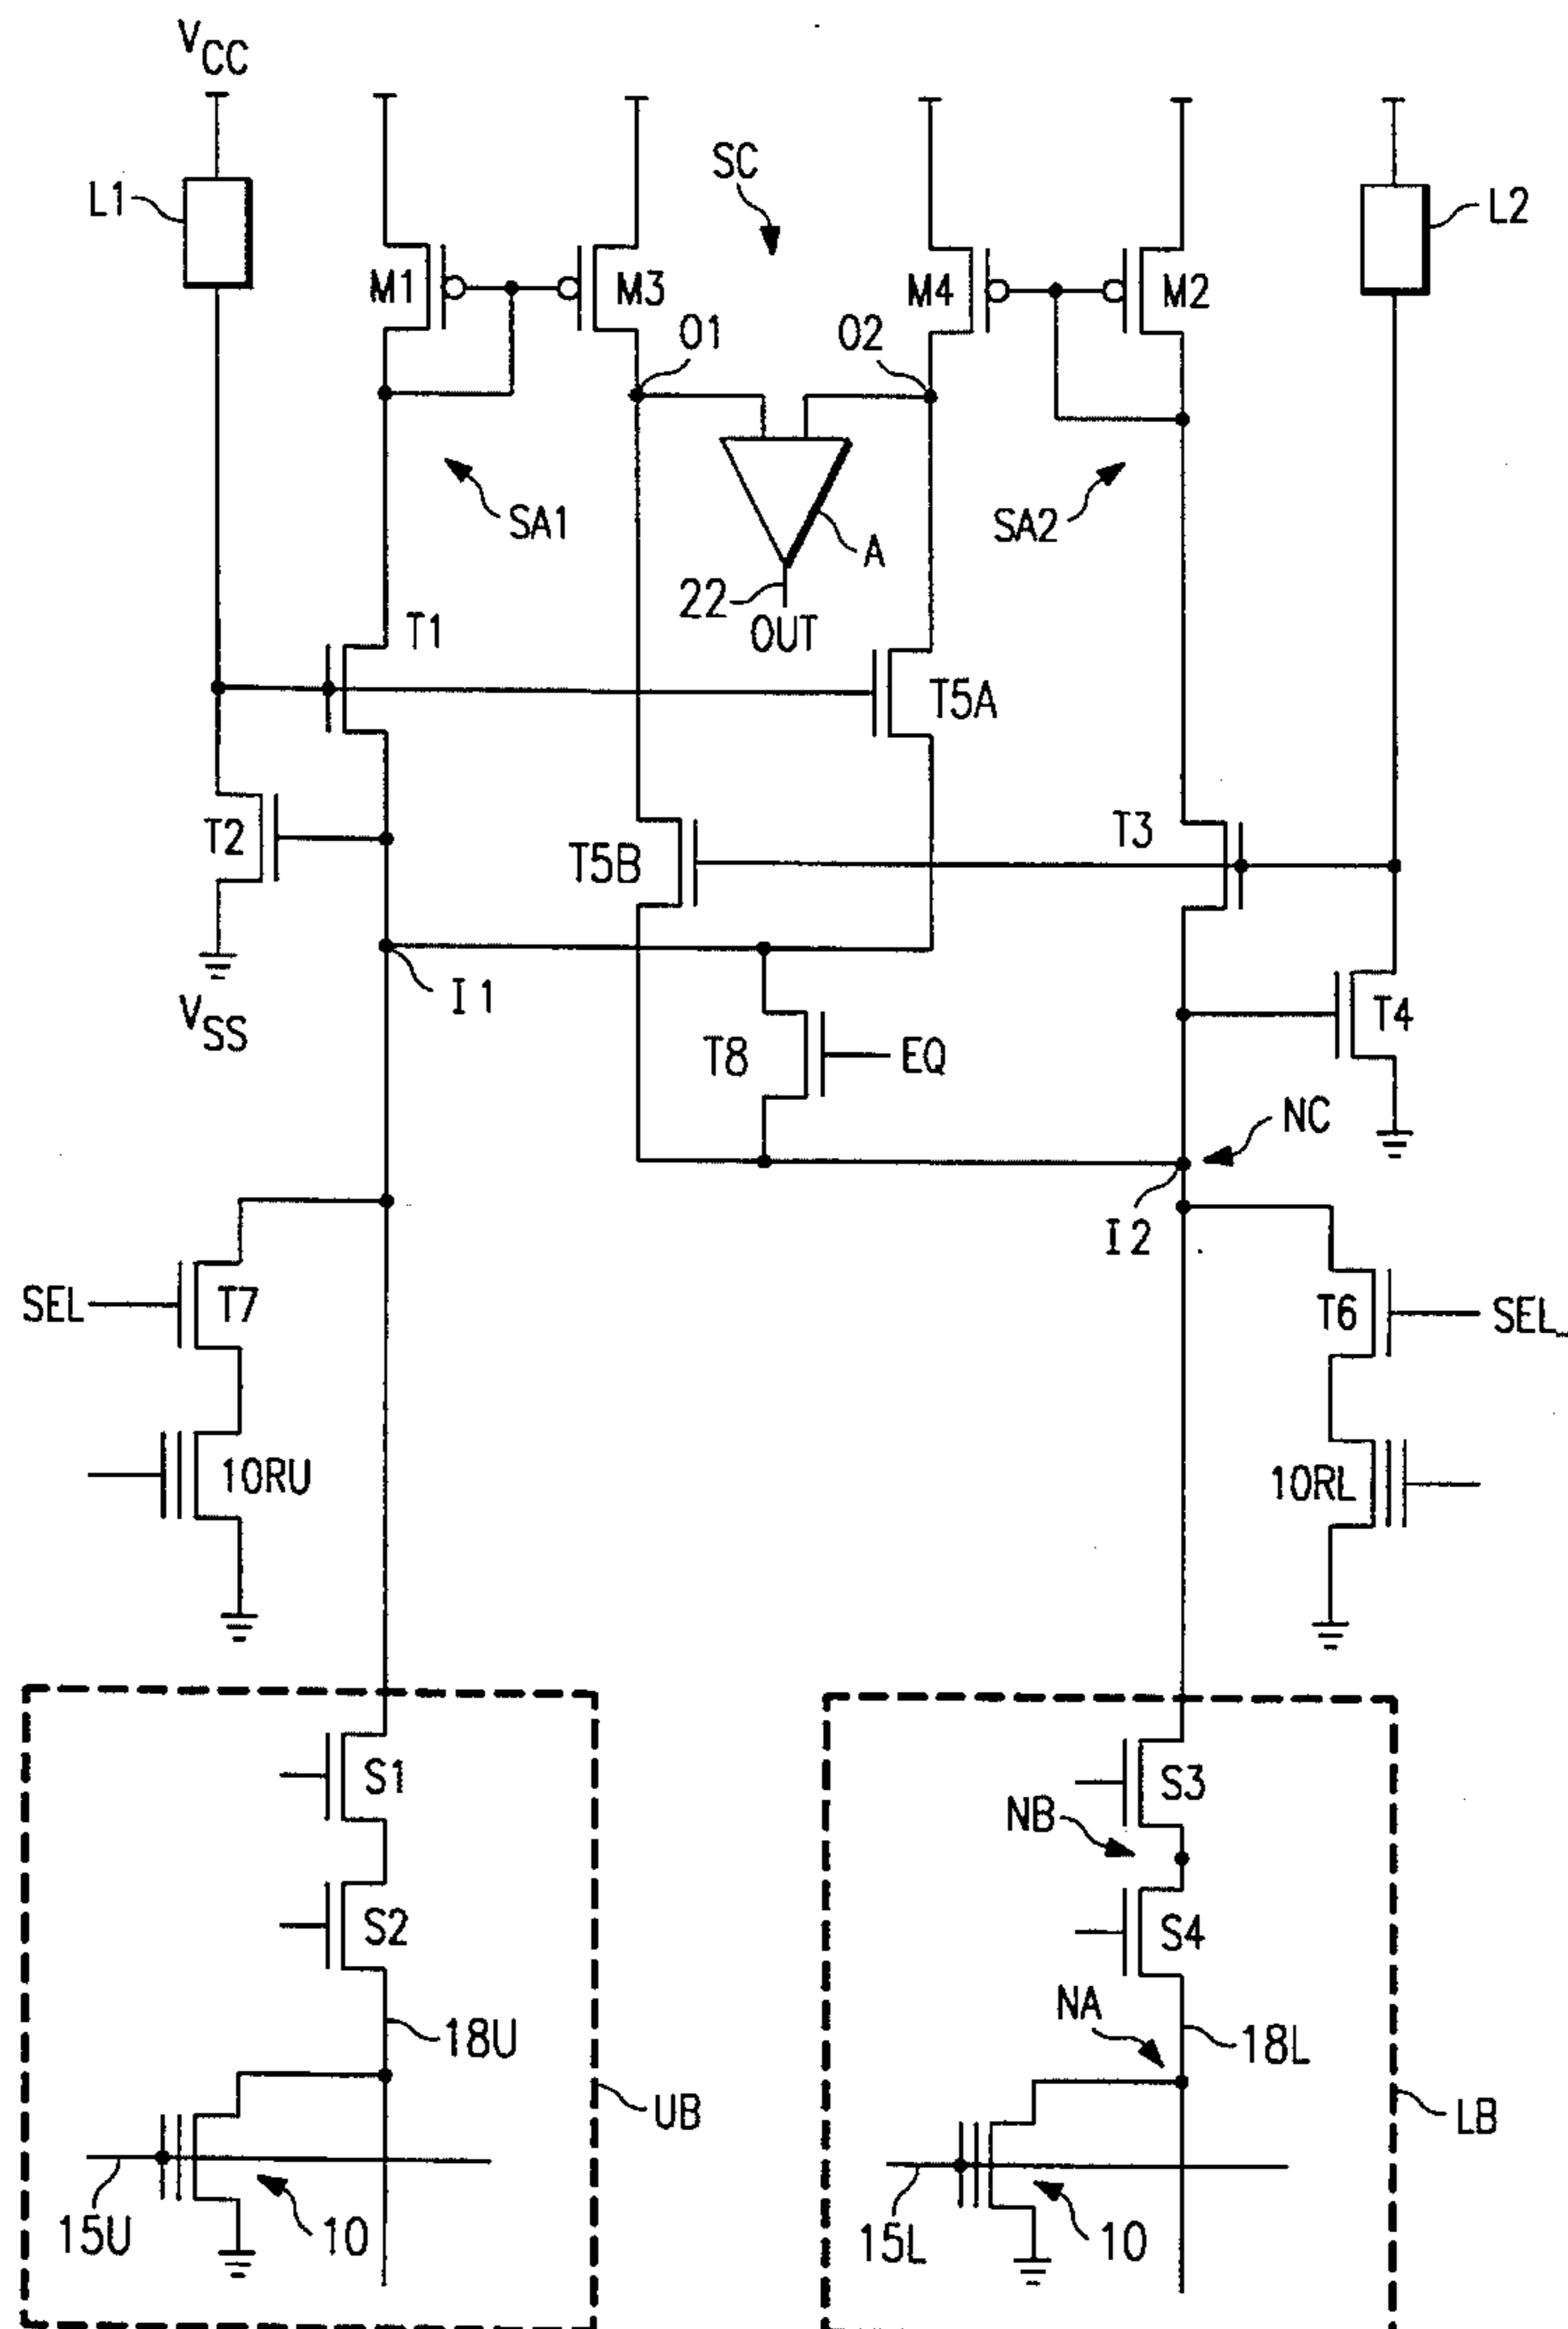 VCC
SC
L1
L2
M1
M3
M4
M2
O1
O2
SA1
A
SA2
22
OUT
T1
T5A
T2
T5B
T3
I1
VSS
T8
EQ
T4
NC
I2
SEL
T7
T6
SEL_
10RU
10RL
S1
S3
NB
S2
S4
NA
18U
18L
UB
LB
15U
10
15L
10